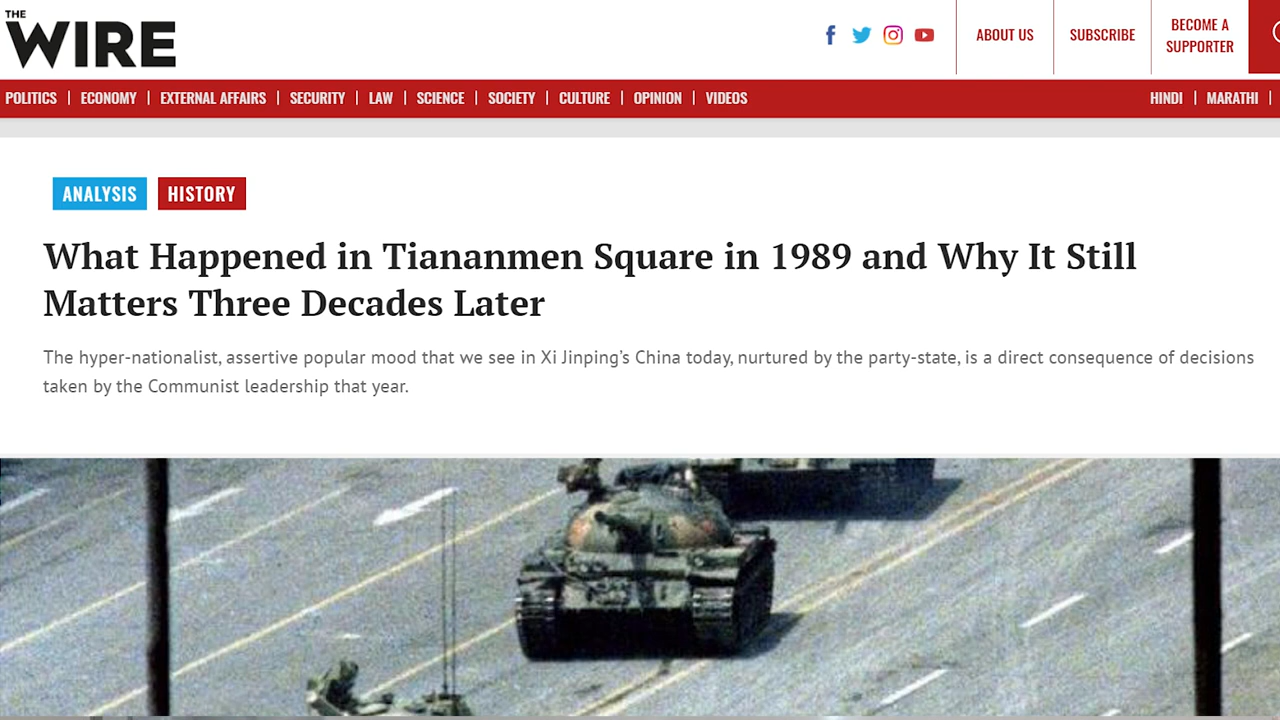 THE
WIRE
ABOUT US
SUBSCRIBE
BECOME A
SUPPORTER
POLITICS | ECONOMY | EXTERNAL AFFAIRS | SECURITY | LAW | SCIENCE | SOCIETY | CULTURE | OPINION | VIDEOS
HINDI | MARATHI |
ANALYSIS
HISTORY
What Happened in Tiananmen Square in 1989 and Why It Still
Matters Three Decades Later
The hyper-nationalist, assertive popular mood that we see in Xi Jinping's China today, nurtured by the party-state, is a direct consequence of decisions
taken by the Communist leadership that year.